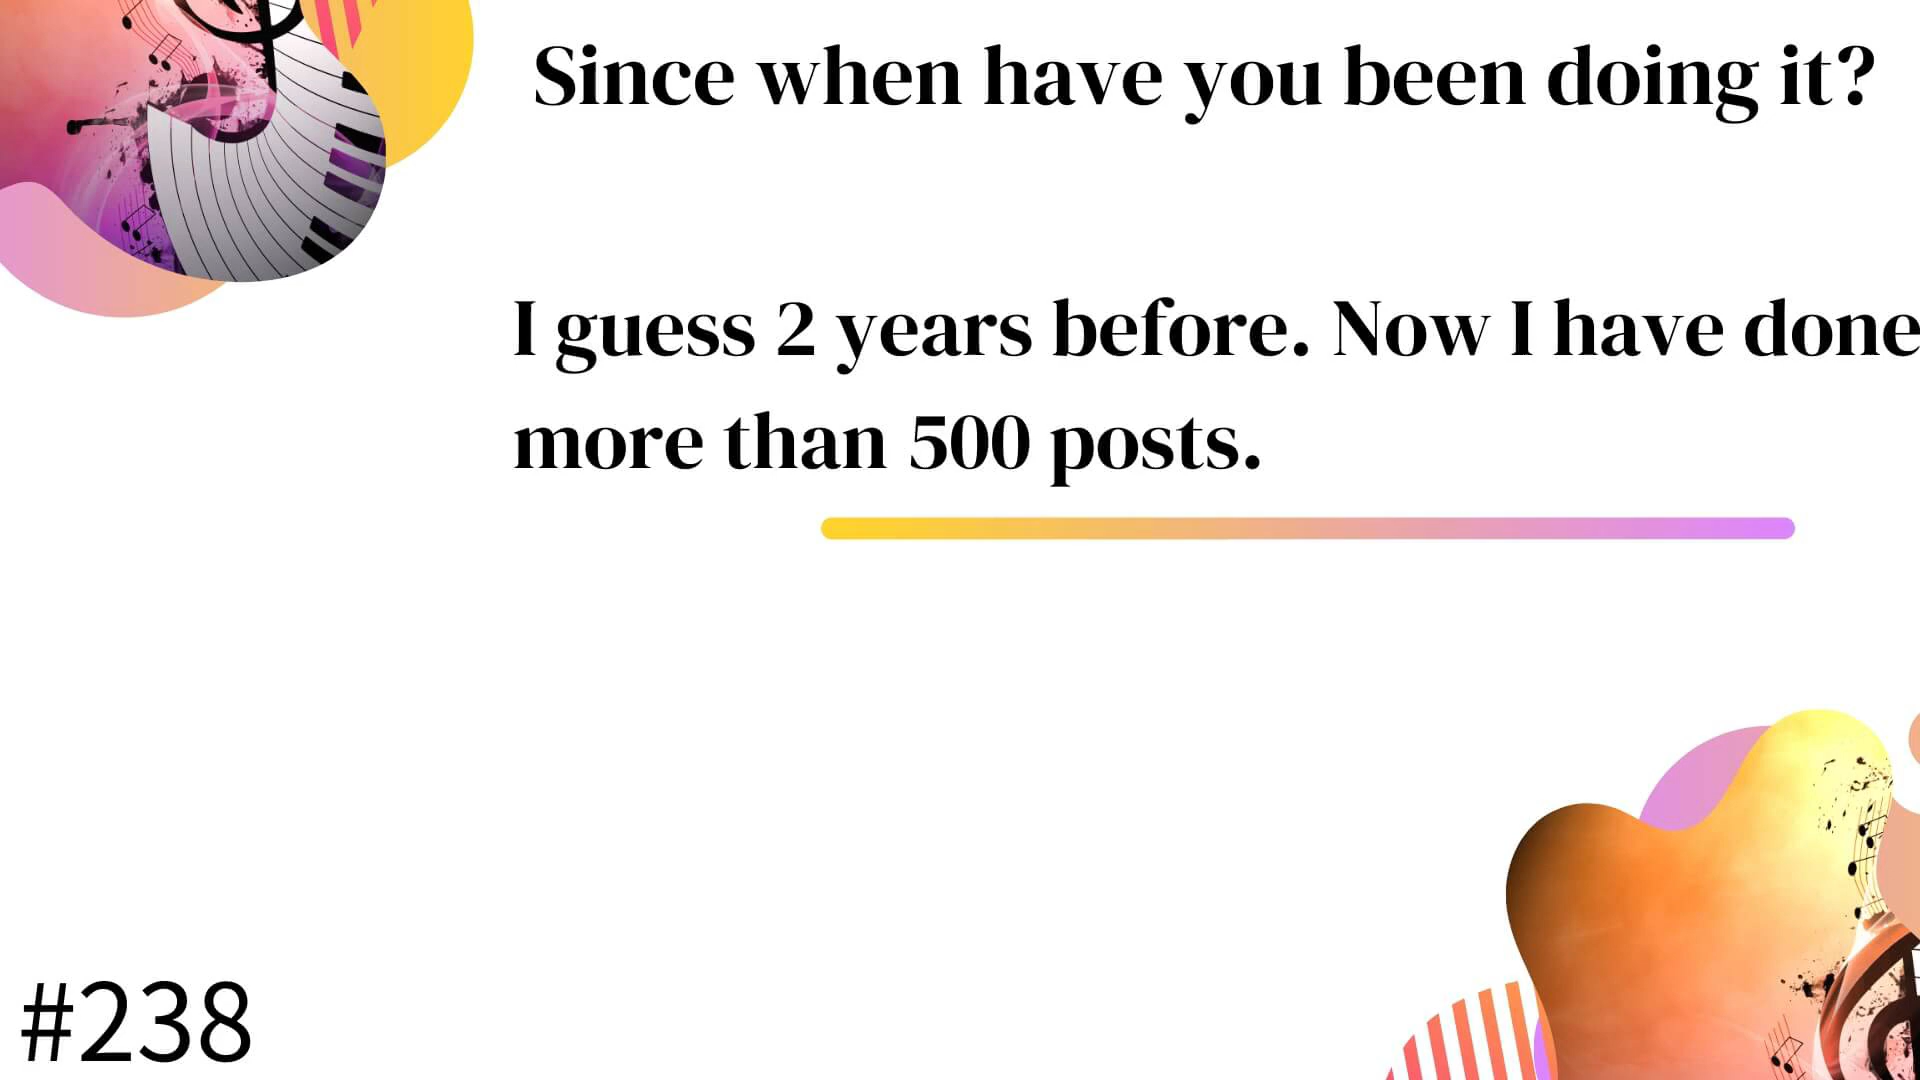 Since when have you been doing it?
I guess 2 years before. Now I have done
more than 500 posts.
#238